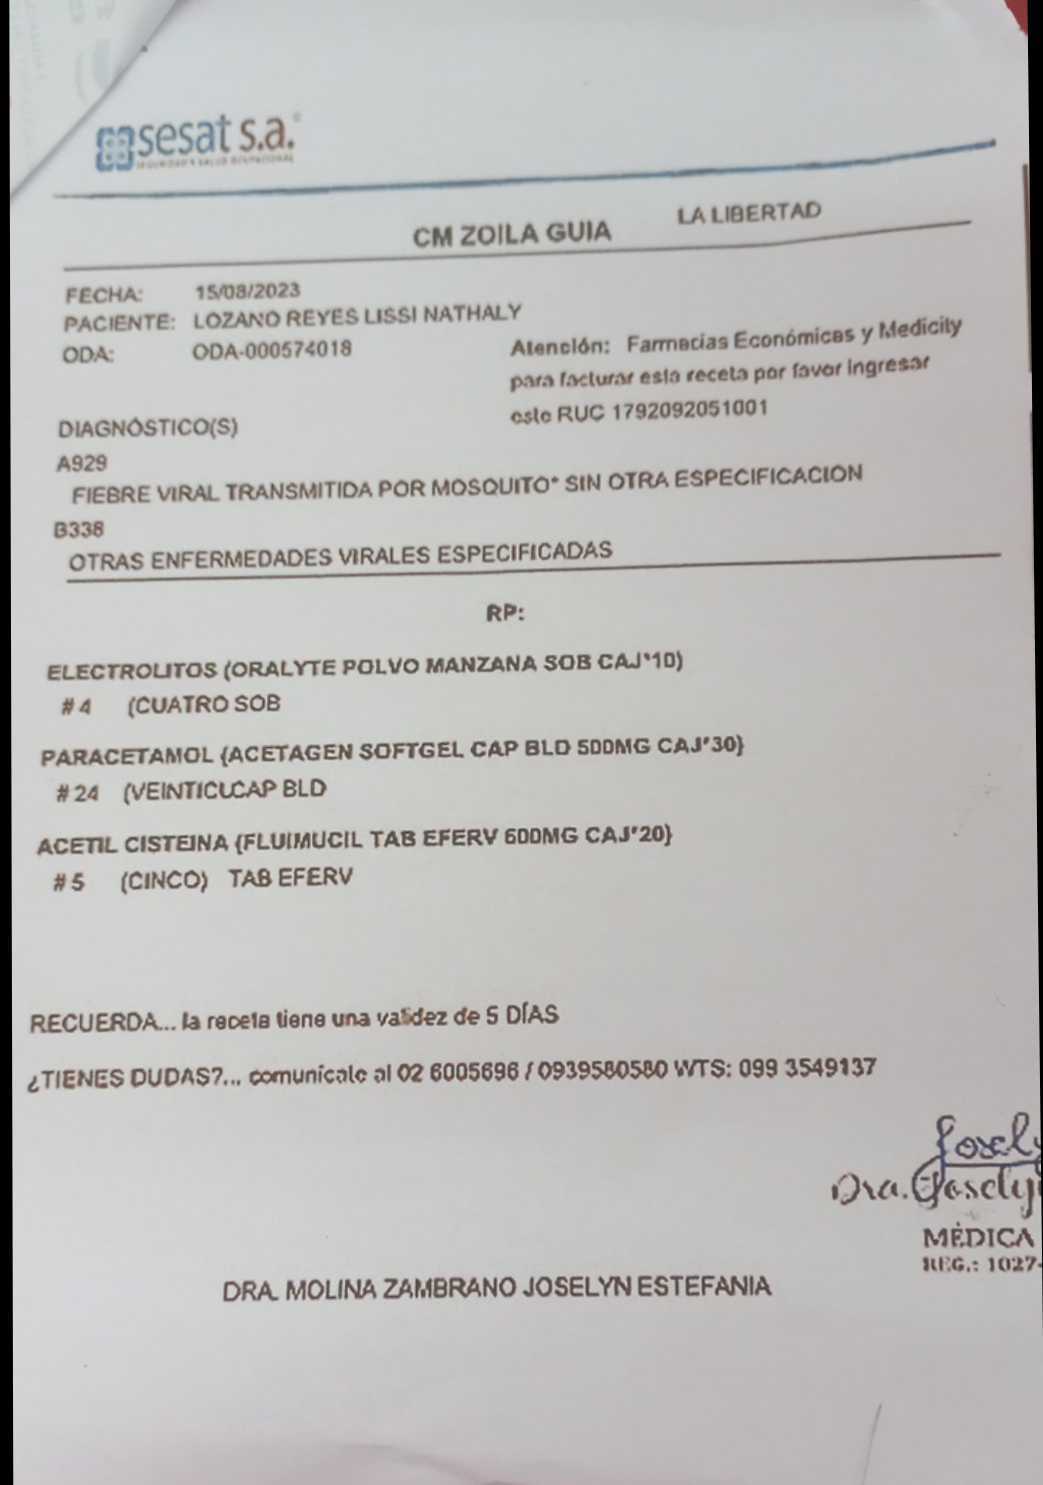 sesat s.a.
SEGURIDAD Y SALUD OCUPACIONAL
CM ZOILA GUIA
LA LIBERTAD
FECHA: 15/08/2023
PACIENTE: LOZANO REYES LISSI NATHALY
ODA: ODA-000574018
Atención: Farmacias Económicas y Medicity
para facturar esta receta por favor ingresar
este RUC 1792092051001
DIAGNÓSTICO(S)
A929
FIEBRE VIRAL TRANSMITIDA POR MOSQUITO* SIN OTRA ESPECIFICACION
B338
OTRAS ENFERMEDADES VIRALES ESPECIFICADAS
RP:
ELECTROLITOS (ORALYTE POLVO MANZANA SOB CAJ*10)
# 4 (CUATRO SOB
PARACETAMOL (ACETAGEN SOFTGEL CAP BLD 500MG CAJ*30)
# 24 (VEINTICUCAP BLD
ACETIL CISTEINA (FLUIMUCIL TAB EFERV 600MG CAJ*20)
# 5 (CINCO) TAB EFERV
RECUERDA... la receta tiene una validez de 5 DÍAS
¿TIENES DUDAS?... comunícate al 02 6005696 / 0939580580 WTS: 099 3549137
Dra. Josely
MÉDICA
REG.: 1027-
DRA. MOLINA ZAMBRANO JOSELYN ESTEFANIA